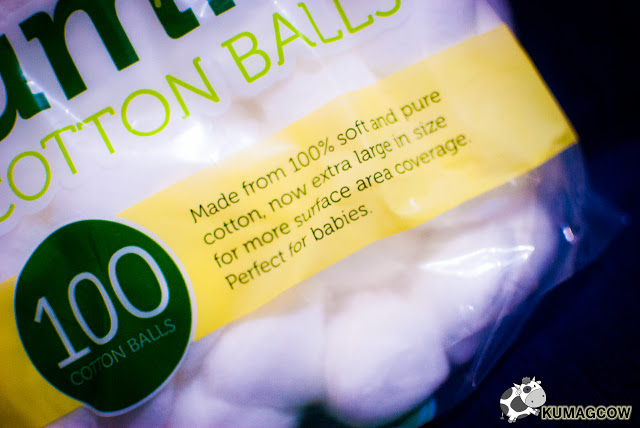 COTTON BALLS
Made from 100% soft and pure
cotton, now extra large in size
for more surface area coverage.
Perfect for babies.
100
COTTON BALLS
KUMAGCOW